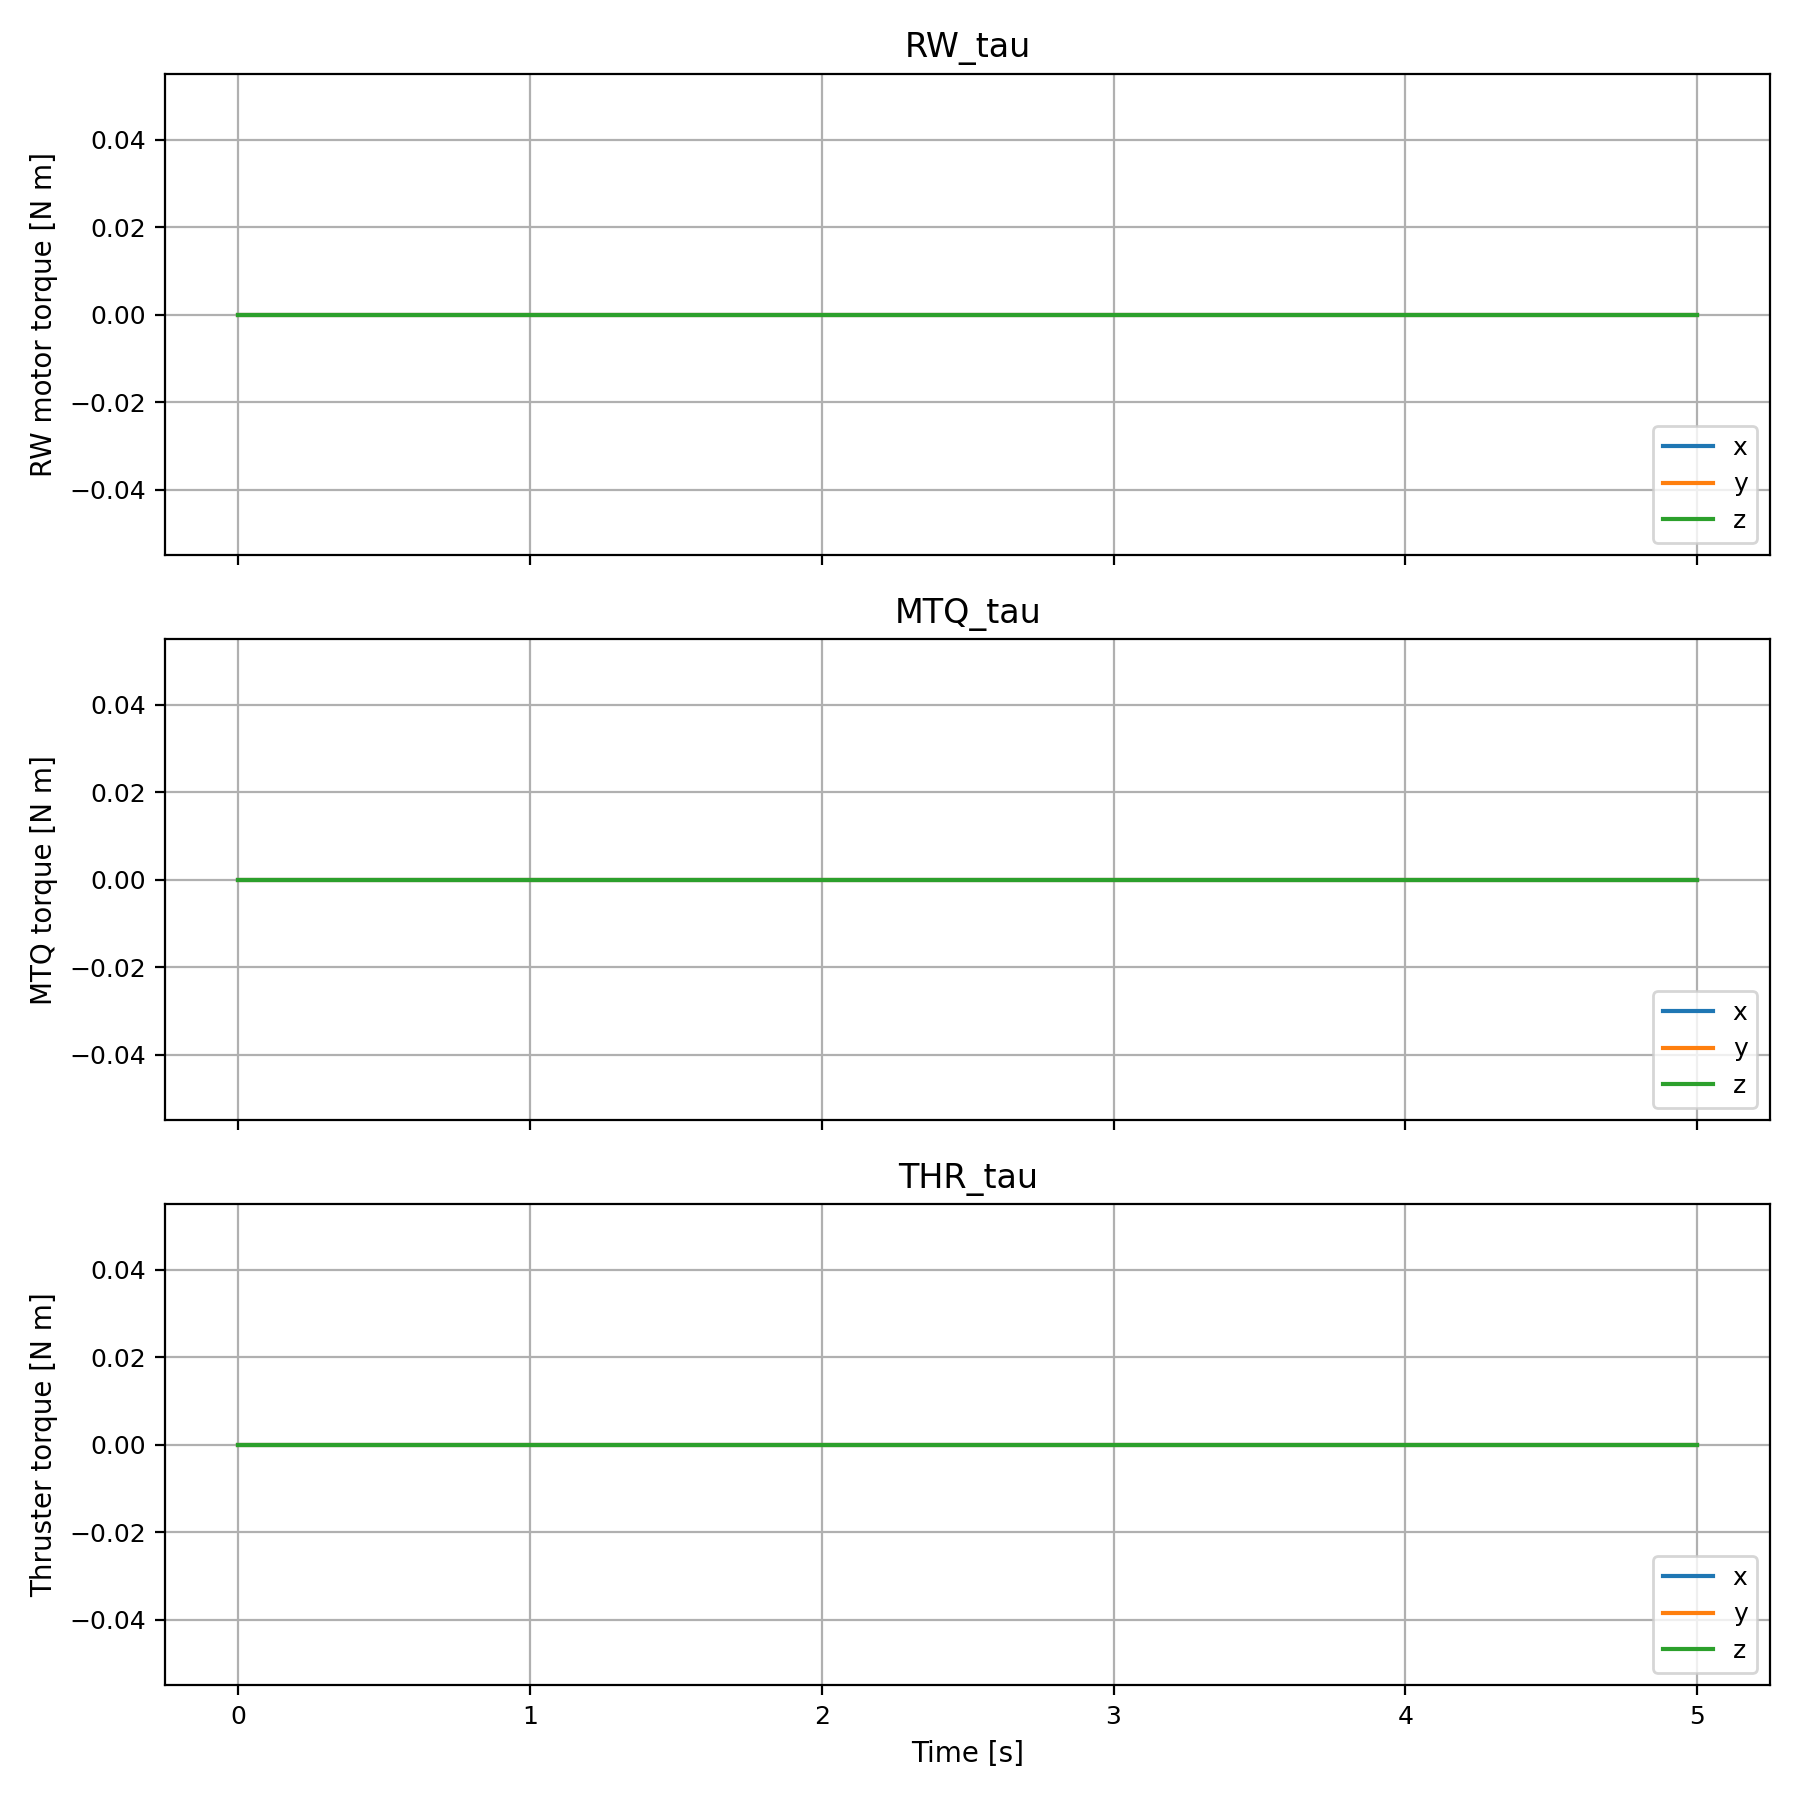 RW_tau
RW motor torque [N m]
0.04
0.02
0.00
−0.02
−0.04
x
y
z
MTQ_tau
MTQ torque [N m]
0.04
0.02
0.00
−0.02
−0.04
x
y
z
THR_tau
Thruster torque [N m]
0.04
0.02
0.00
−0.02
−0.04
x
y
z
0 1 2 3 4 5
Time [s]